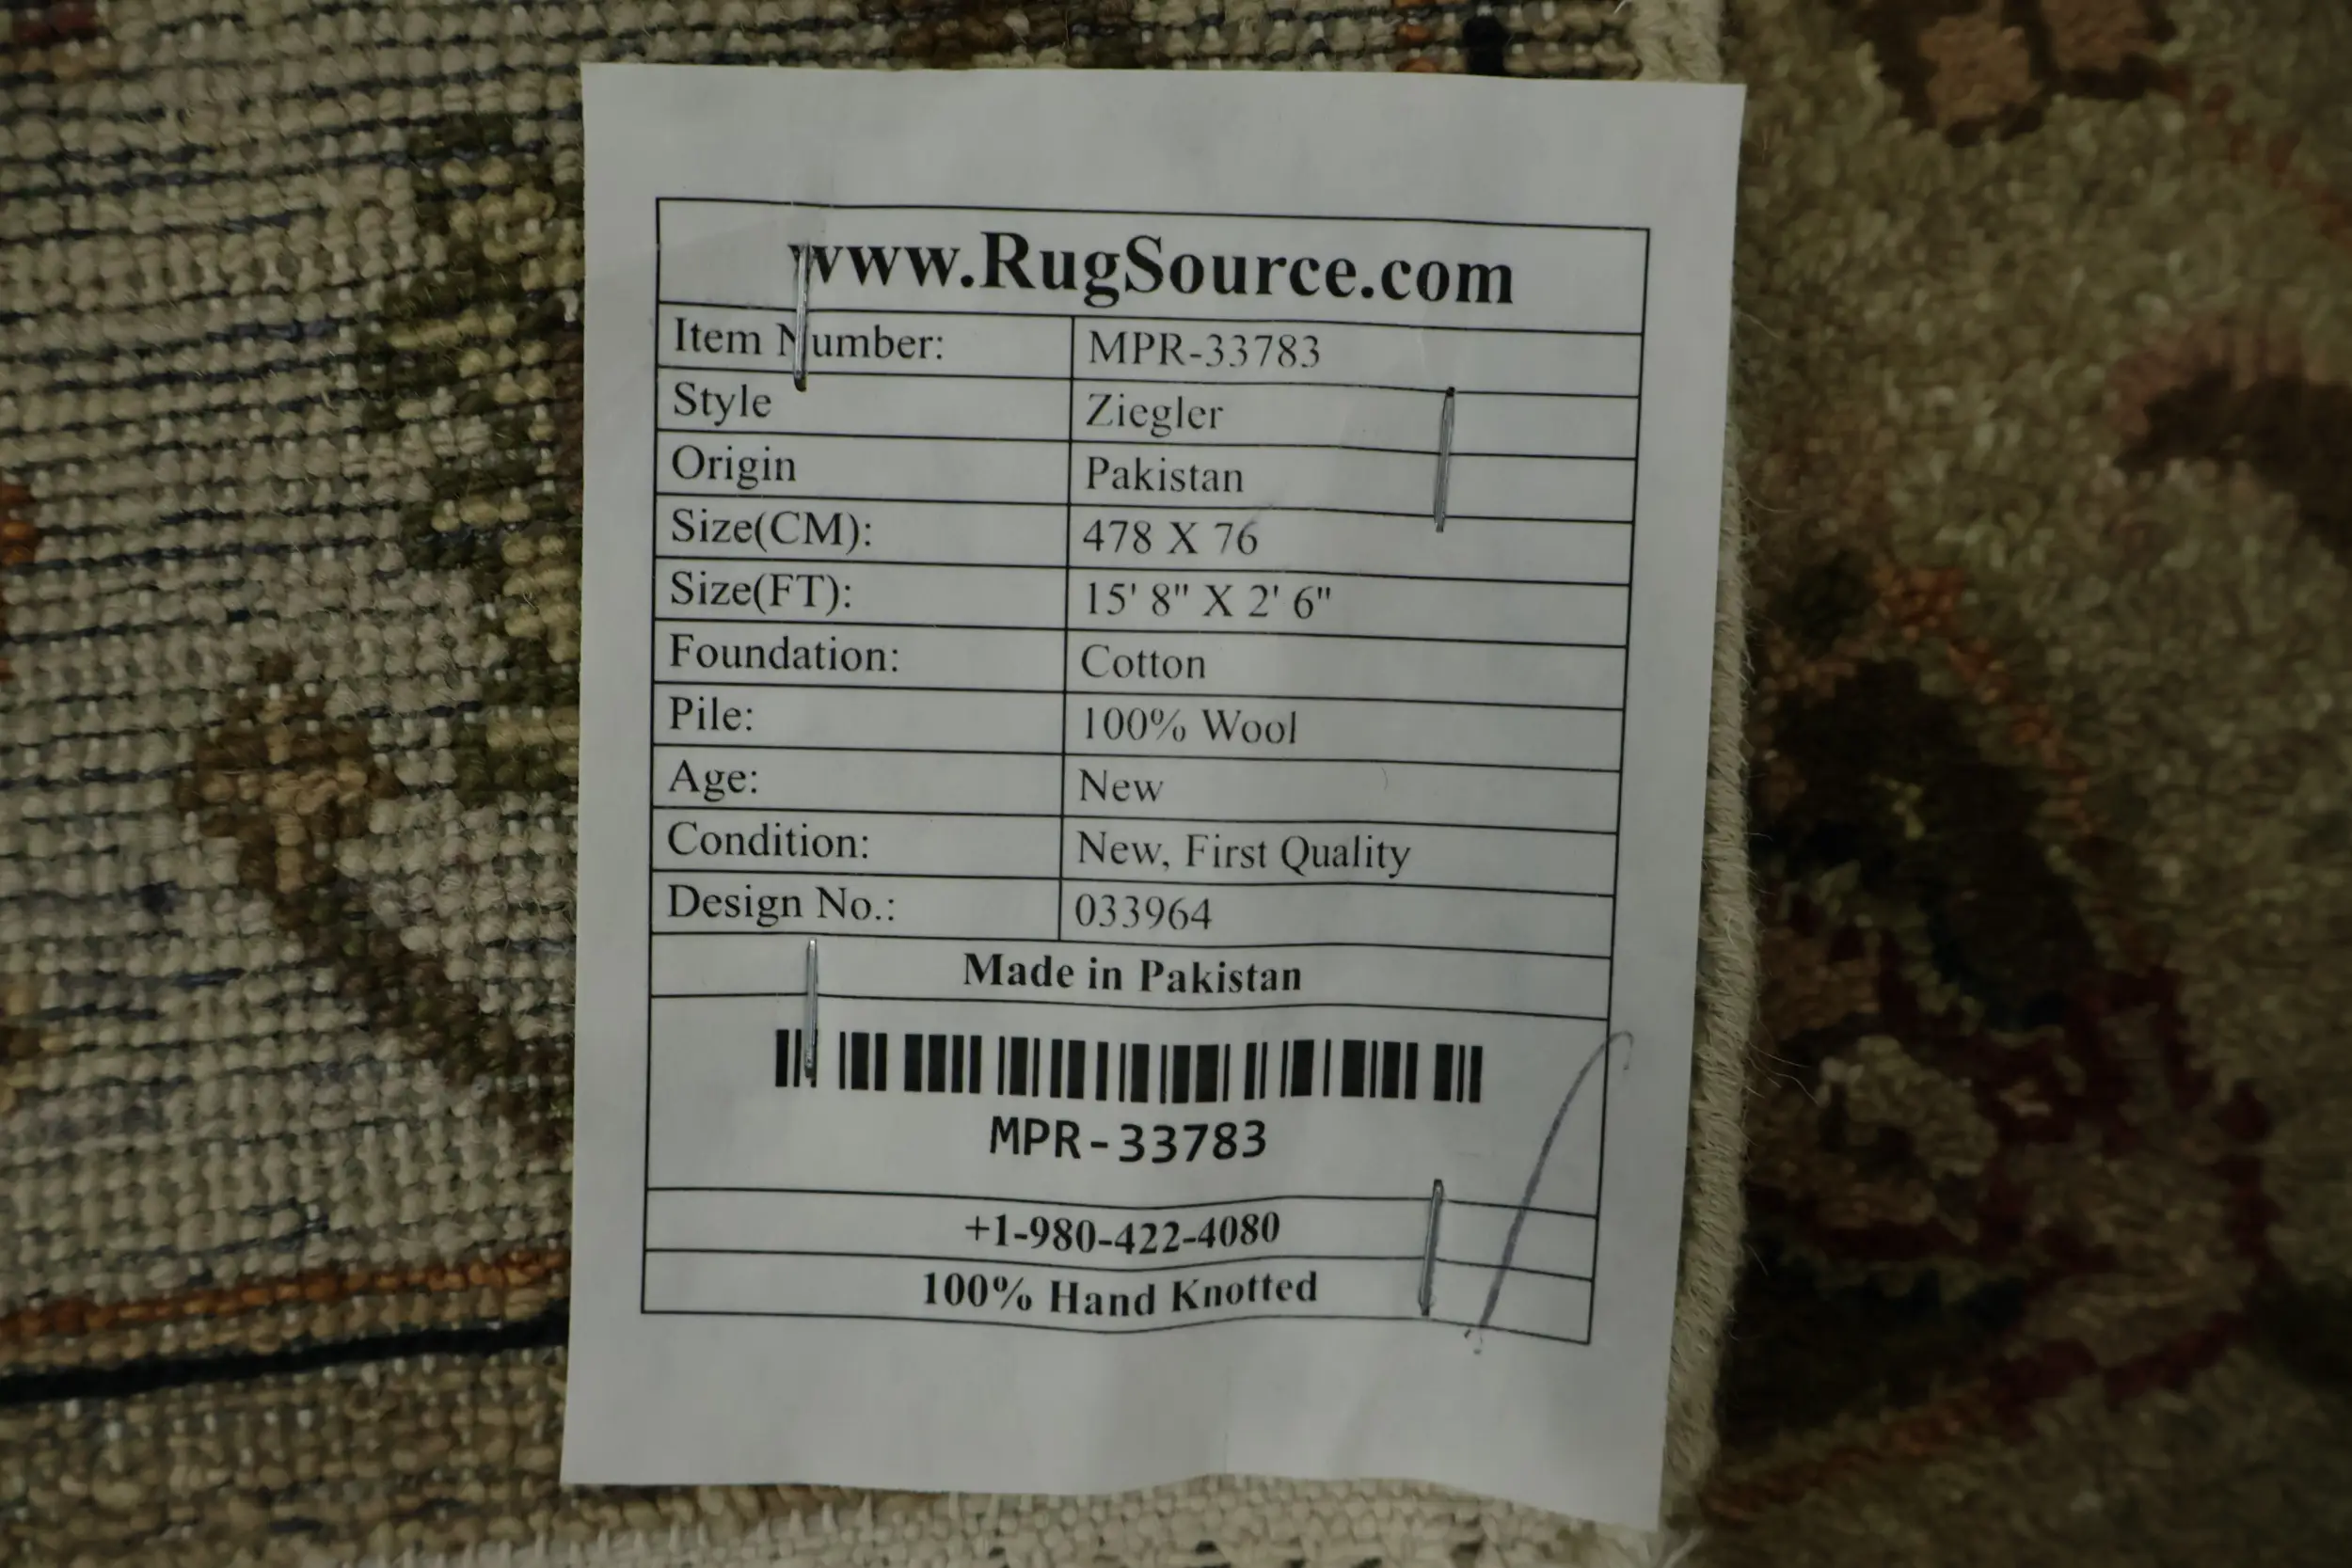 www.RugSource.com
Item Number: MPR-33783
Style Ziegler
Origin Pakistan
Size(CM): 478 X 76
Size(FT): 15' 8" X 2' 6"
Foundation: Cotton
Pile: 100% Wool
Age: New
Condition: New, First Quality
Design No.: 033964
Made in Pakistan
MPR-33783
+1-980-422-4080
100% Hand Knotted